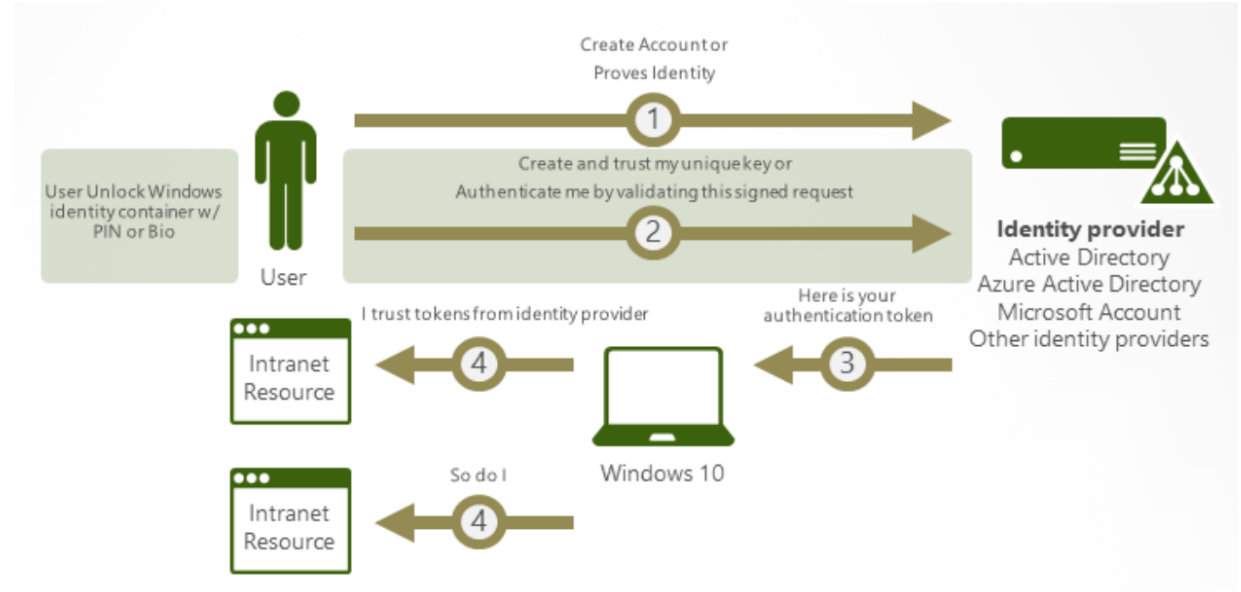 Create Account or
Proves Identity
1
Create and trust my unique key or
Authenticate me by validating this signed request
2
User Unlock Windows
identity container w/
PIN or Bio
User
Identity provider
Active Directory
Azure Active Directory
Microsoft Account
Other identity providers
Here is your
authentication token
3
I trust tokens from identity provider
4
Intranet
Resource
Windows 10
So do I
4
Intranet
Resource